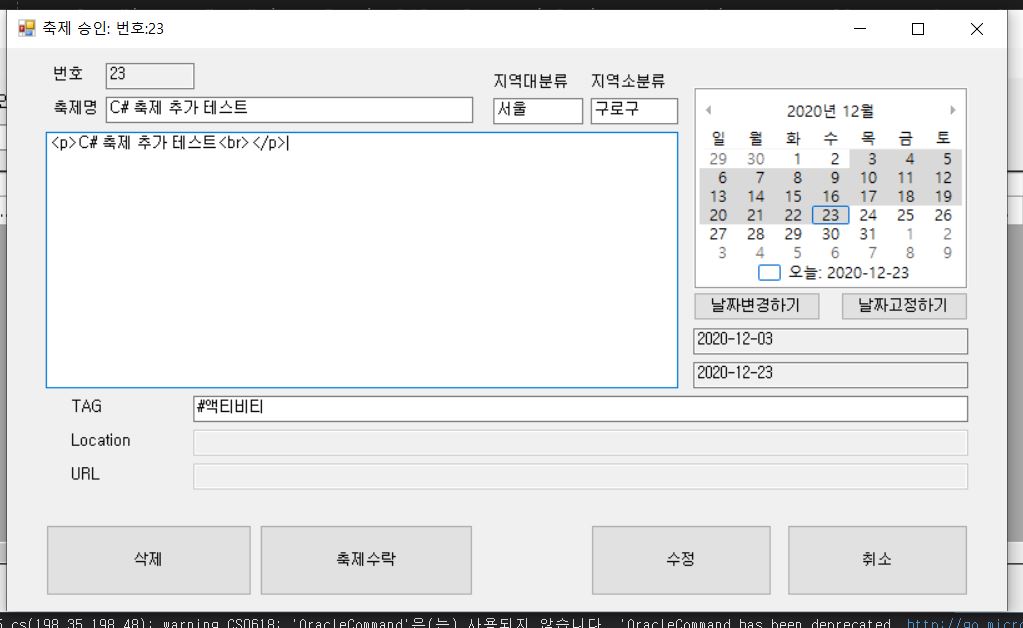 축제 승인: 번호:23
번호 23
지역대분류 지역소분류
축제명 C# 축제 추가 테스트 서울 구로구
<p>C# 축제 추가 테스트<br></p>
2020년 12월
일 월 화 수 목 금 토
29 30 1 2 3 4 5
6 7 8 9 10 11 12
13 14 15 16 17 18 19
20 21 22 23 24 25 26
27 28 29 30 31 1 2
3 4 5 6 7 8 9
오늘: 2020-12-23
날짜변경하기 날짜고정하기
2020-12-03
2020-12-23
TAG #액티비티
Location
URL
삭제 축제수락 수정 취소
cs(198,35,198,48): warning CS0618: 'OracleCommand'은(는) 사용되지 않습니다. 'OracleCommand has been deprecated. http://go.micro